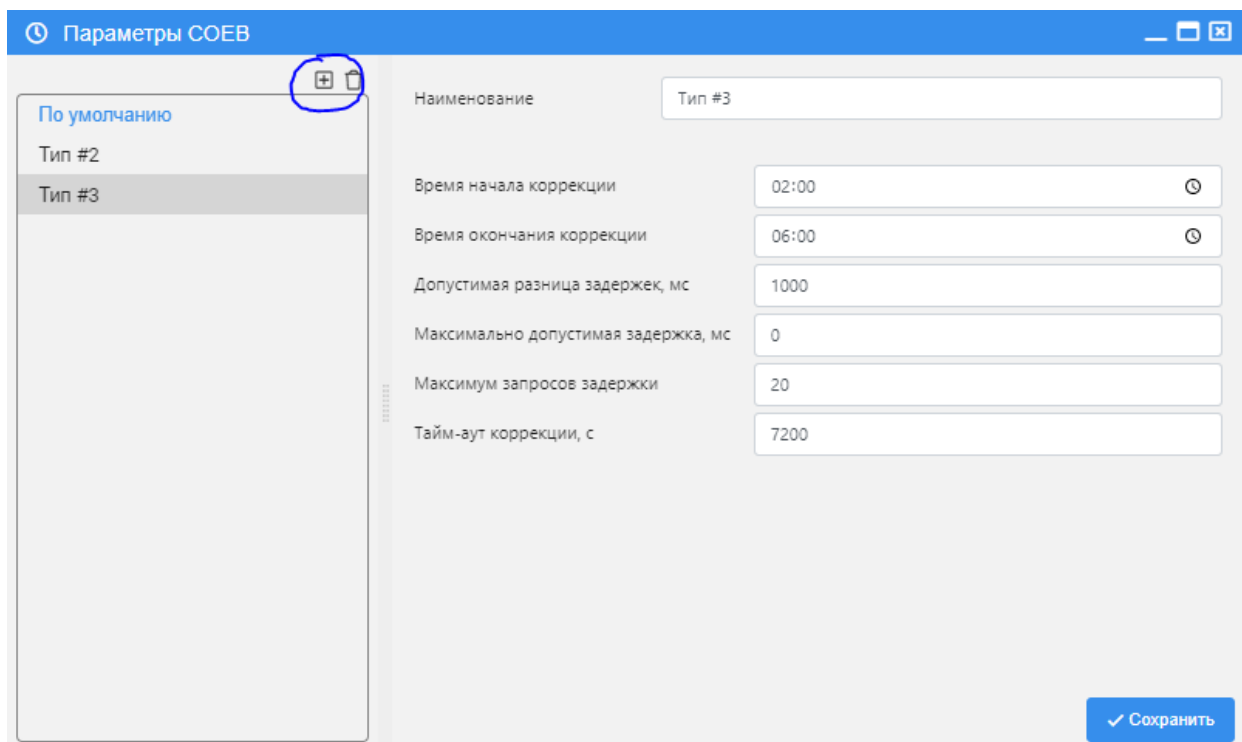 Параметры СОЕВ
По умолчанию
Тип #2
Тип #3
Наименование Тип #3
Время начала коррекции 02:00
Время окончания коррекции 06:00
Допустимая разница задержек, мс 1000
Максимально допустимая задержка, мс 0
Максимум запросов задержки 20
Тайм-аут коррекции, с 7200
Сохранить